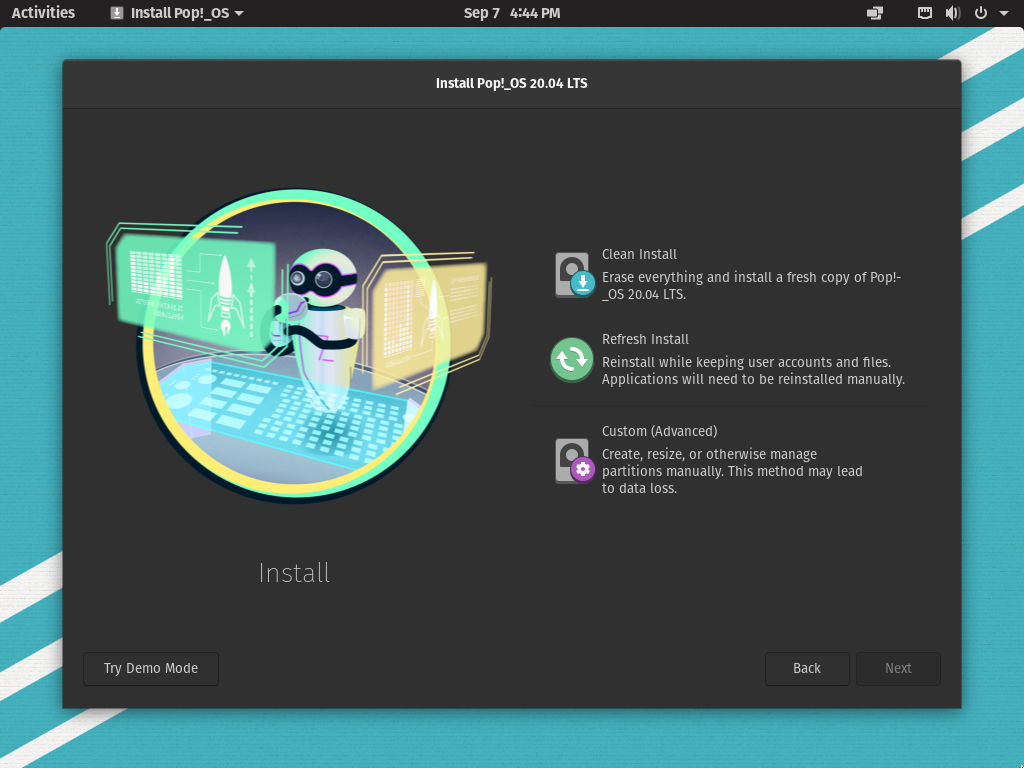 Activities
Install Pop!_OS
Sep 7 4:44 PM
Install Pop!_OS 20.04 LTS
Clean Install
Erase everything and install a fresh copy of Pop!-
_OS 20.04 LTS.
Refresh Install
Reinstall while keeping user accounts and files.
Applications will need to be reinstalled manually.
Custom (Advanced)
Create, resize, or otherwise manage
partitions manually. This method may lead
to data loss.
Install
Try Demo Mode
Back
Next